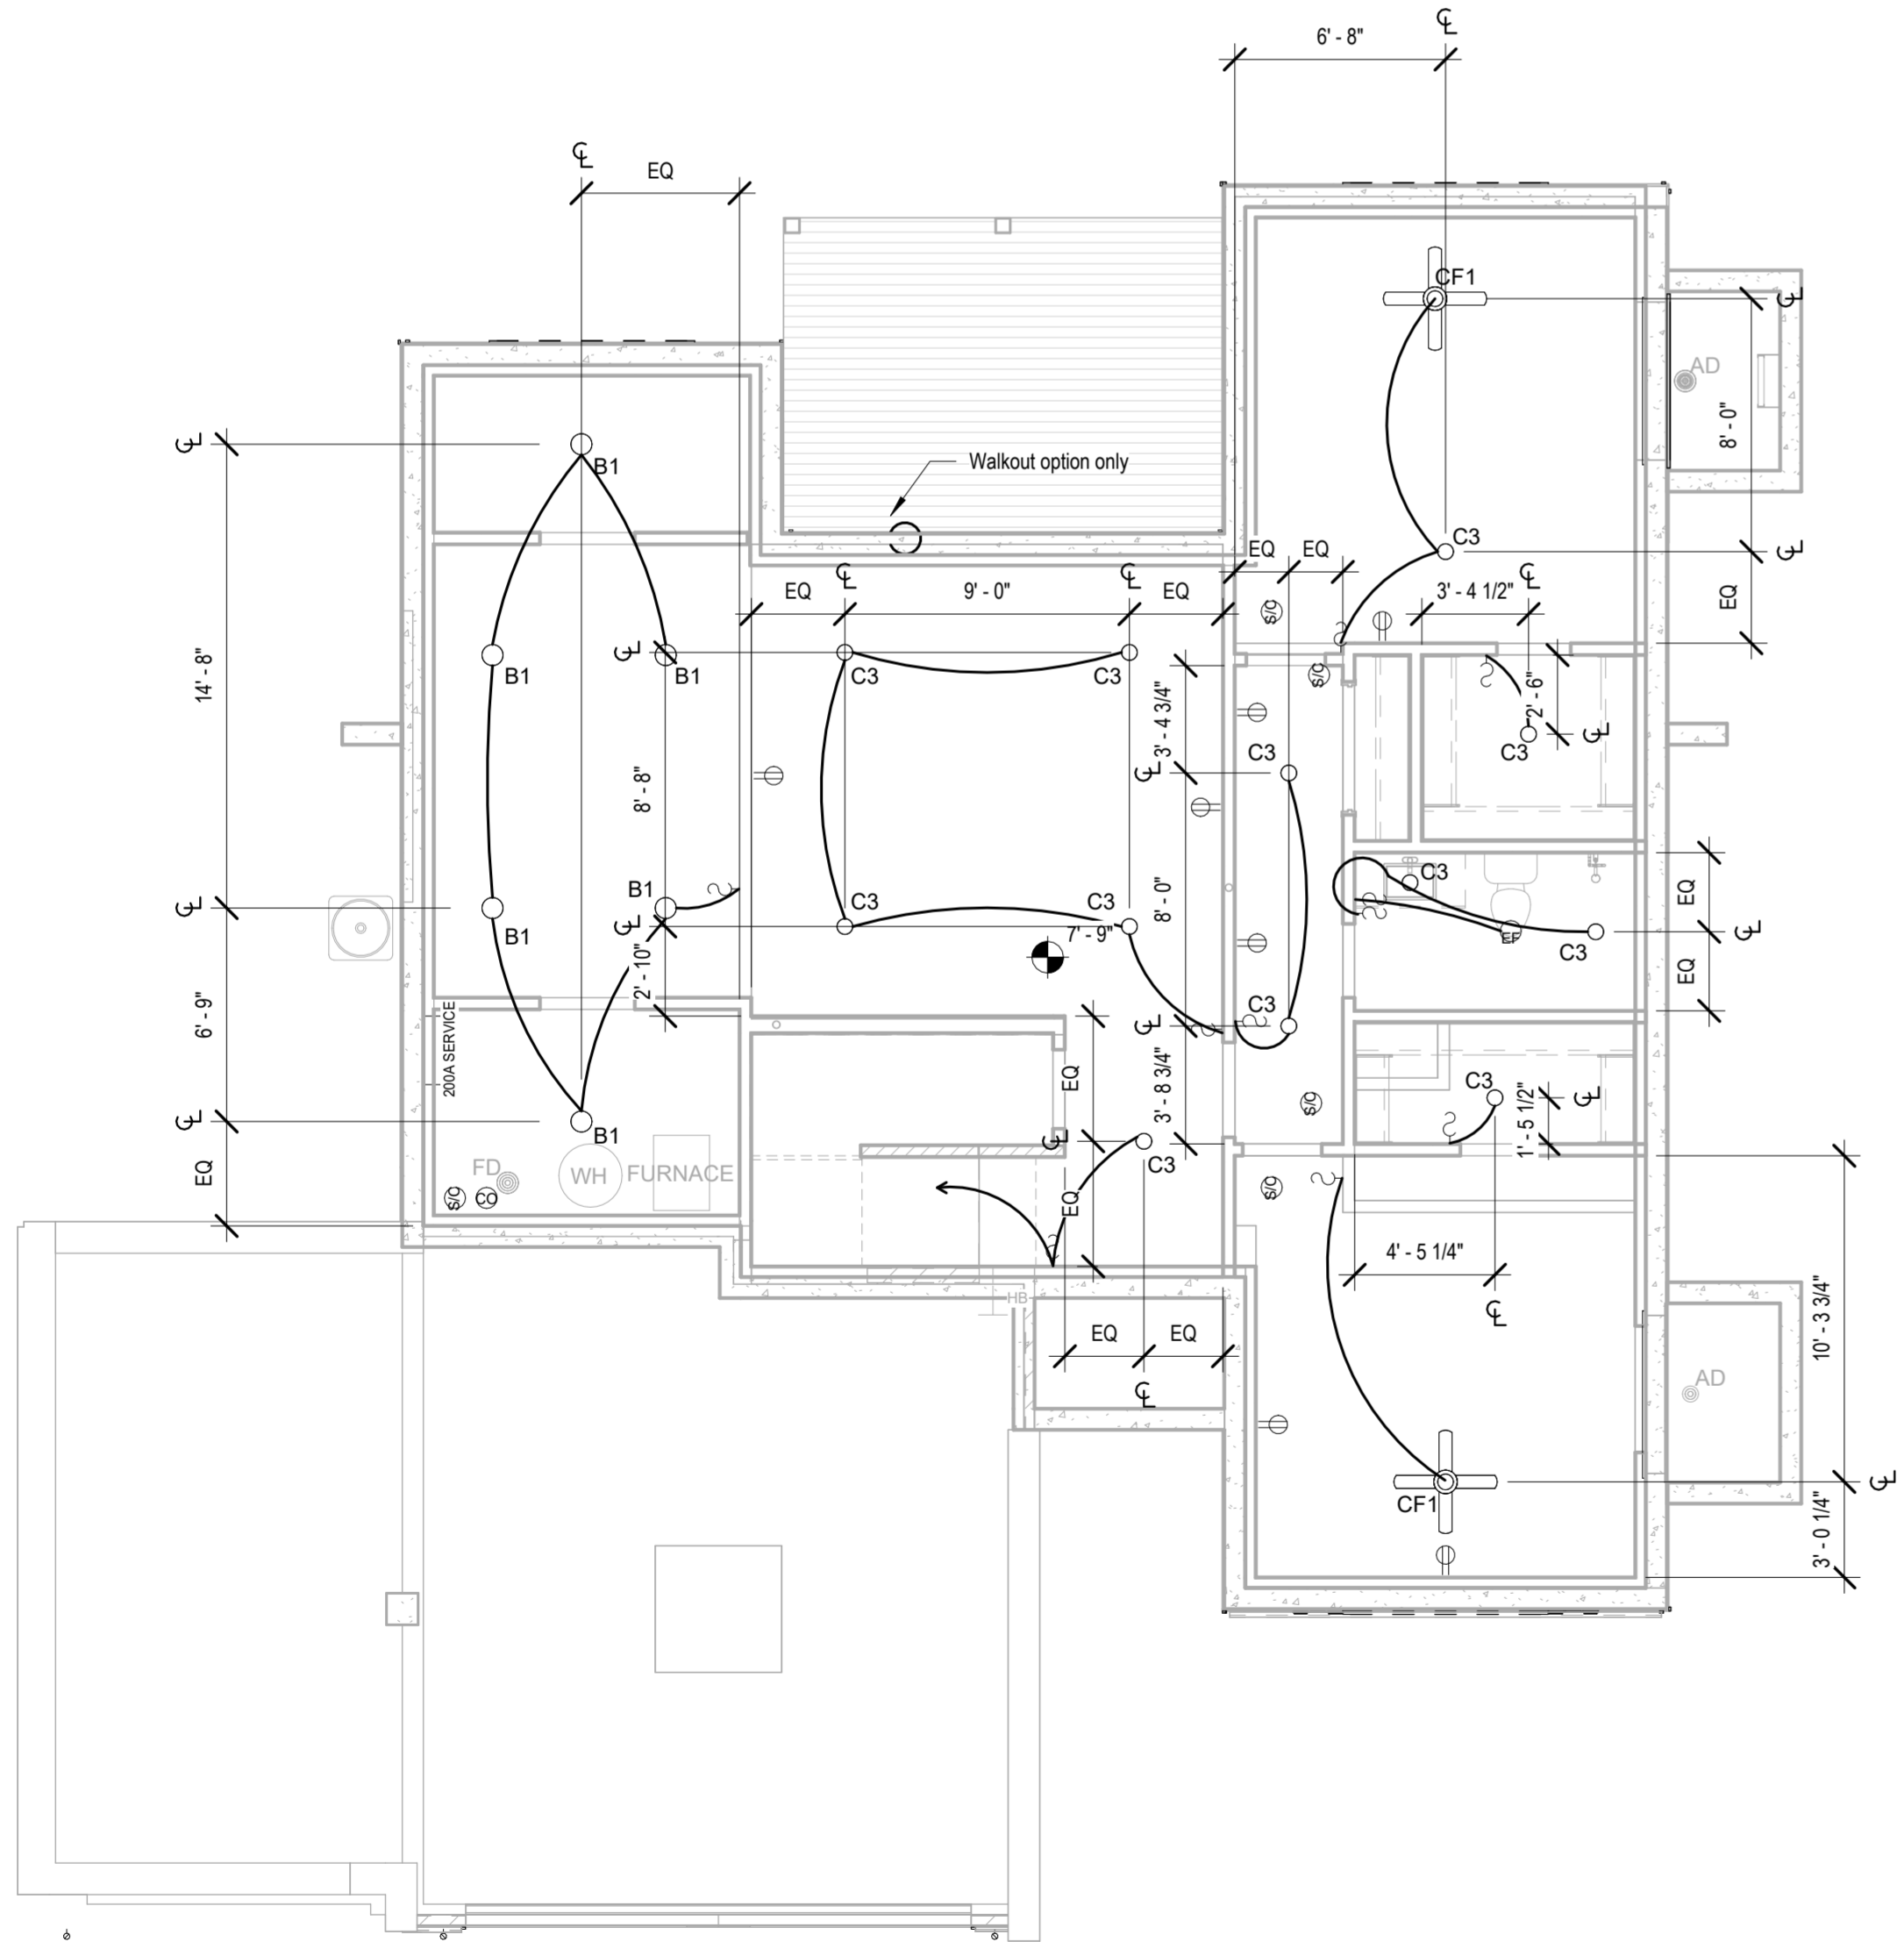 6' - 8"
EQ
CF1
AD
8' - 0"
B1
Walkout option only
C3
EQ
EQ
EQ
9' - 0"
EQ
3' - 4 1/2"
EQ
S/C
B1
B1
C3
C3
S/C
2' - 6"
14' - 8"
3' - 4 3/4"
C3
C3
8' - 8"
C3
EQ
B1
C3
C3
8' - 0"
B1
7' - 9"
EF
C3
2' - 10"
EQ
6' - 9"
C3
200A SERVICE
EQ
3' - 8 3/4"
C3
S/C
1' - 5 1/2"
B1
C3
EQ
FD
WH
FURNACE
S/C
CO
EQ
S/C
4' - 5 1/4"
HB
EQ
EQ
10' - 3 3/4"
AD
CF1
3' - 0 1/4"